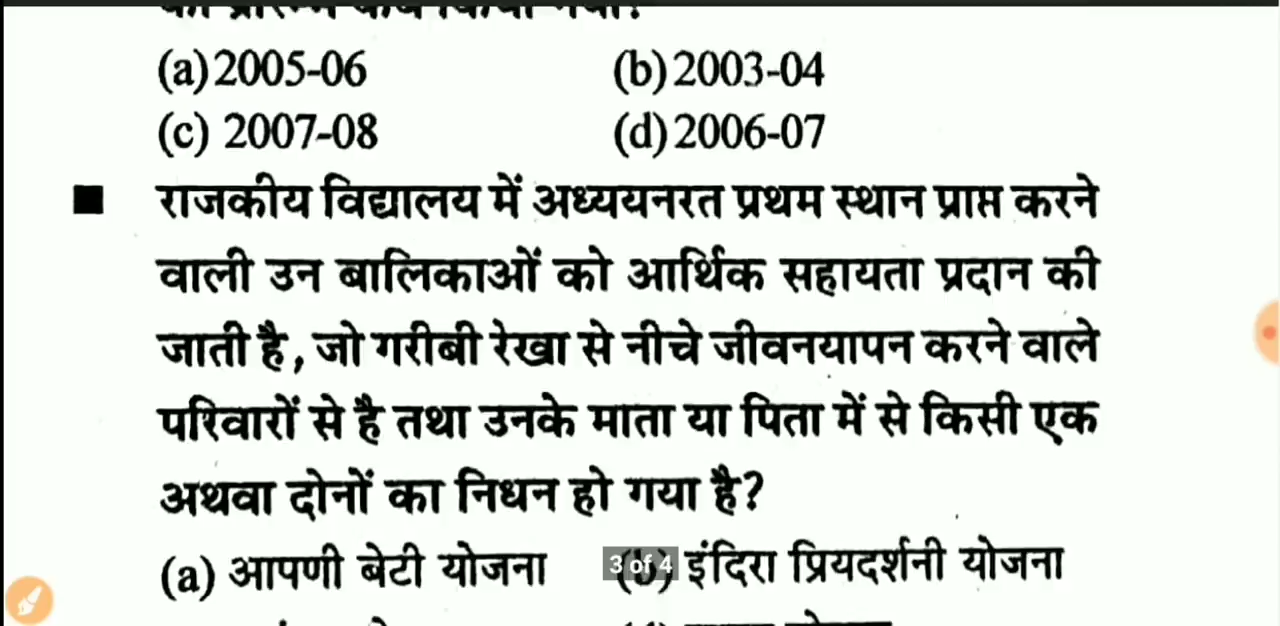 (a) 2005-06 (b) 2003-04
(c) 2007-08 (d) 2006-07
■ राजकीय विद्यालय में अध्ययनरत प्रथम स्थान प्राप्त करने
वाली उन बालिकाओं को आर्थिक सहायता प्रदान की
जाती है, जो गरीबी रेखा से नीचे जीवनयापन करने वाले
परिवारों से है तथा उनके माता या पिता में से किसी एक
अथवा दोनों का निधन हो गया है?
(a) आपणी बेटी योजना (b) इंदिरा प्रियदर्शनी योजना
3 of 4